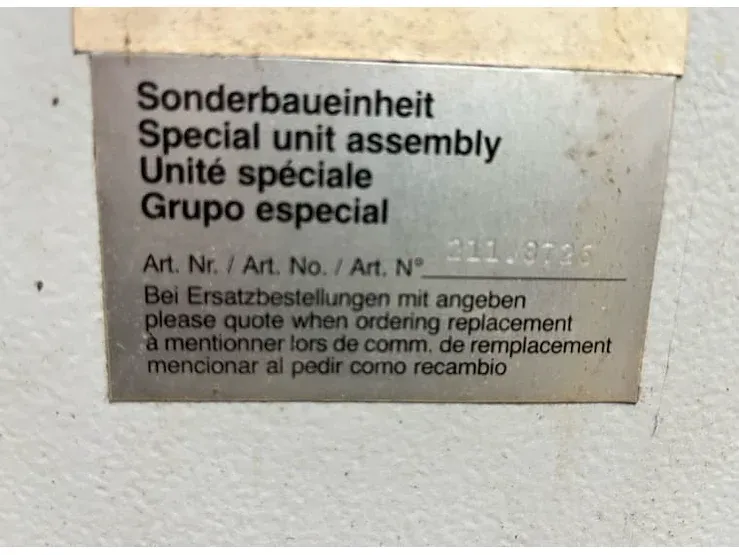 Sonderbaueinheit
Special unit assembly
Unité spéciale
Grupo especial
Art. Nr. / Art. No. / Art. N° 211.3726
Bei Ersatzbestellungen mit angeben
please quote when ordering replacement
à mentionner lors de comm. de remplacement
mencionar al pedir como recambio